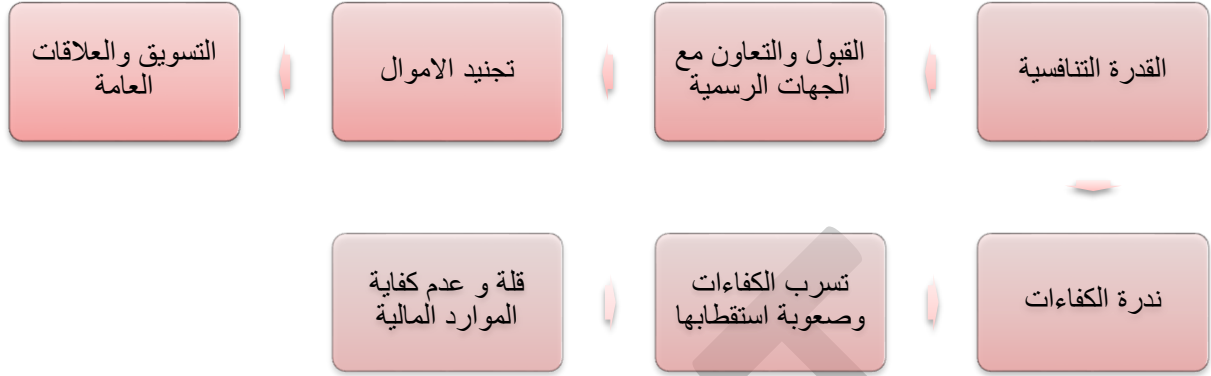 التسويق والعلاقات
العامة
تجنيد الاموال
القبول والتعاون مع
الجهات الرسمية
القدرة التنافسية
ندرة الكفاءات
تسرب الكفاءات
وصعوبة استقطابها
قلة و عدم كفاية
الموارد المالية